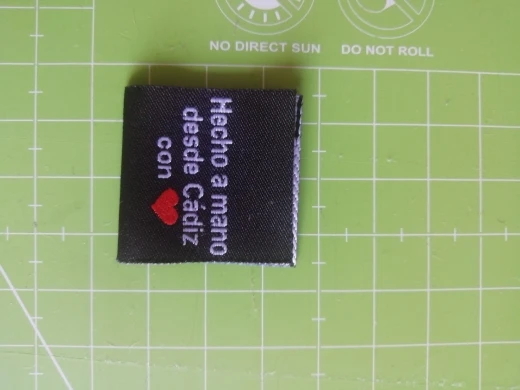 NO DIRECT SUN
DO NOT ROLL
Hecho a mano
desde Cádiz
con ❤